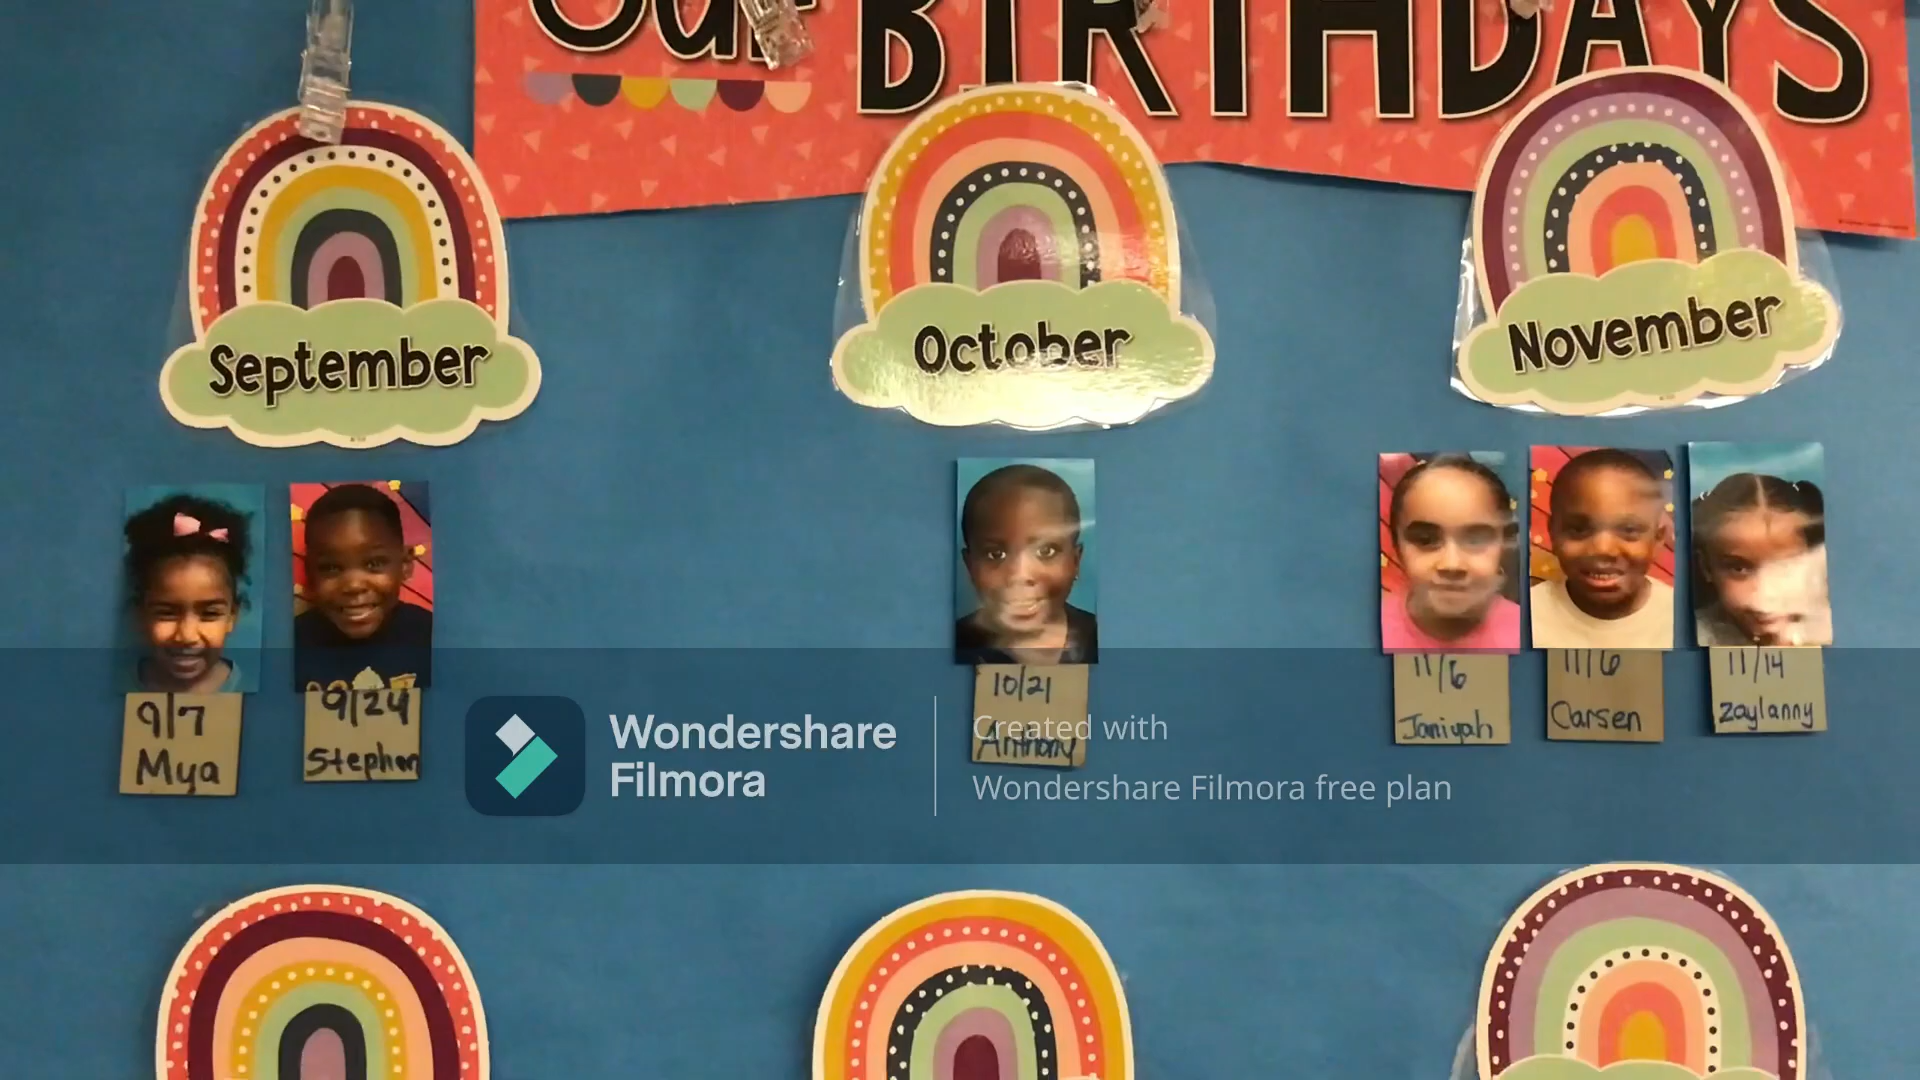 Our BIRTHDAYS
September
October
November
9/7
Mya
9/24
Stephen
10/21
Anthony
11/6
Janiyah
11/6
Carsen
11/14
Zaylanny
Wondershare
Filmora
Created with
Wondershare Filmora free plan